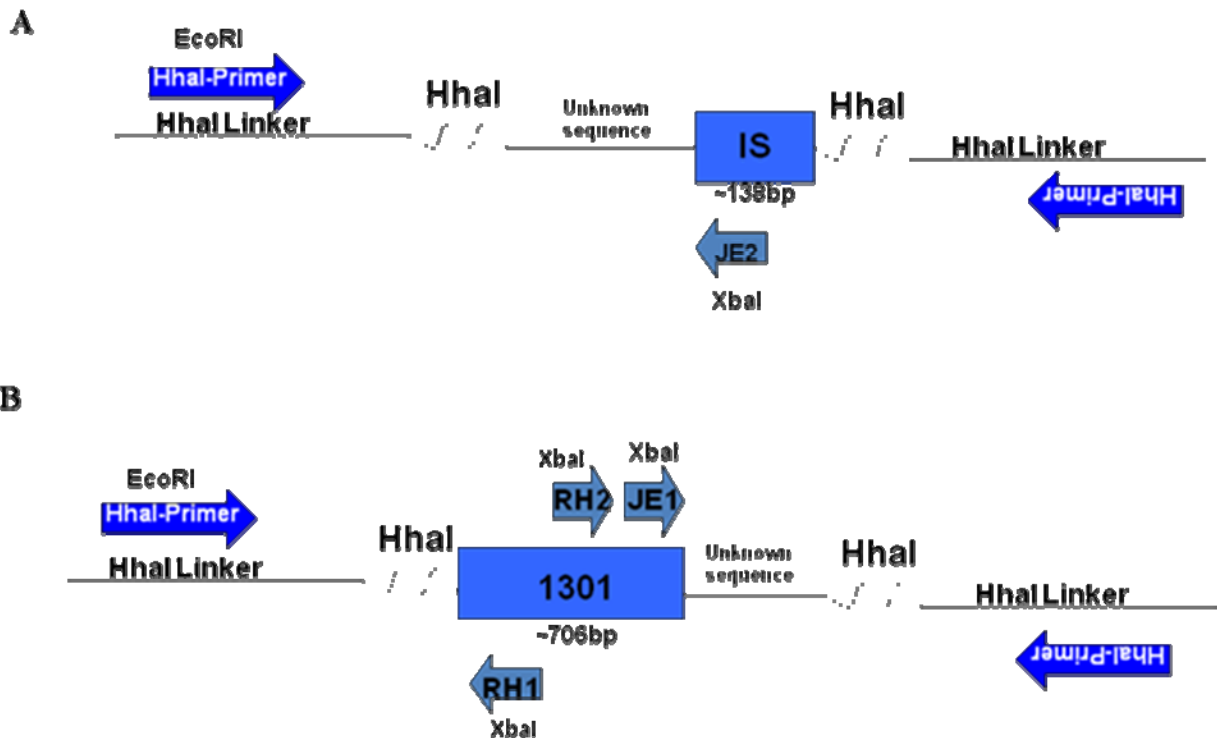 A
EcoRI
HhaI-Primer
HhaI Linker
HhaI
Unknown
sequence
IS
~138bp
HhaI
HhaI Linker
HhaI-Primer
JE2
XbaI
B
EcoRI
HhaI-Primer
HhaI Linker
HhaI
XbaI
RH2
XbaI
JE1
1301
~706bp
Unknown
sequence
HhaI
HhaI Linker
HhaI-Primer
RH1
XbaI